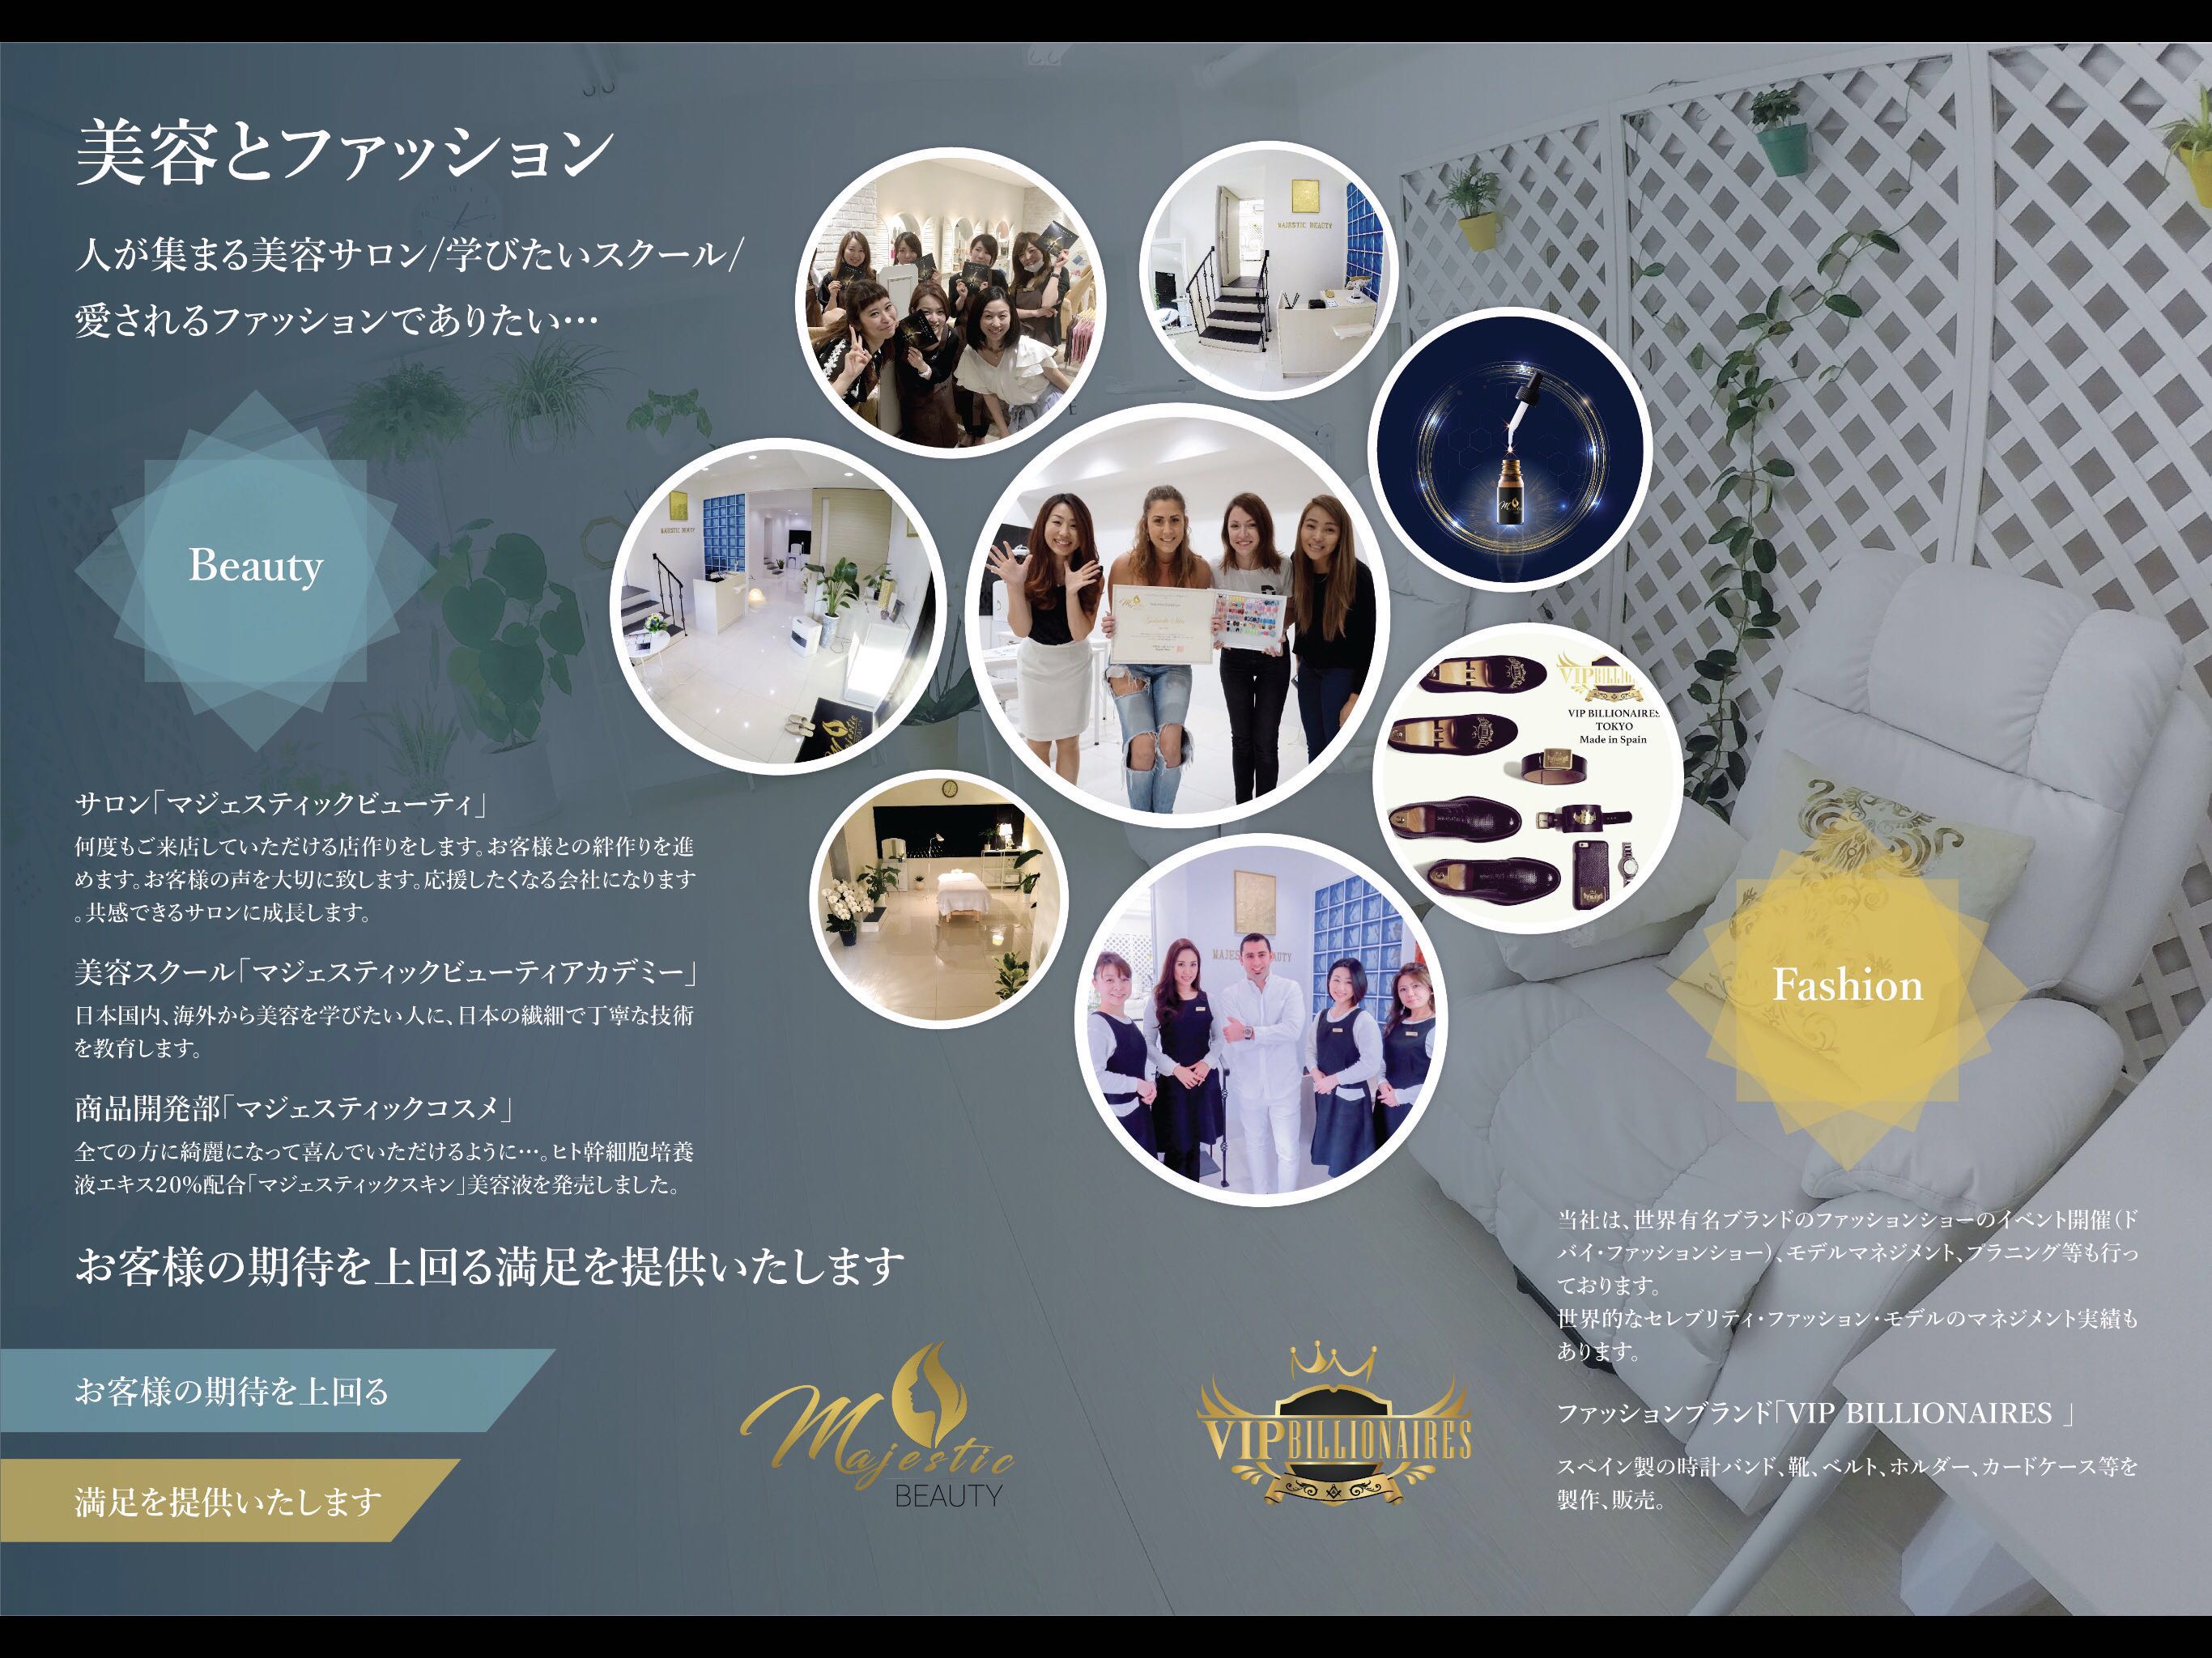 美容とファッション
人が集まる美容サロン/学びたいスクール/
愛されるファッションでありたい…
Beauty
サロン「マジェスティックビューティ」
何度もご来店していただける店作りをします。お客様との絆作りを進
めます。お客様の声を大切に致します。応援したくなる会社になります
。共感できるサロンに成長します。
美容スクール「マジェスティックビューティアカデミー」
日本国内、海外から美容を学びたい人に、日本の繊細で丁寧な技術
を教育します。
商品開発部「マジェスティックコスメ」
全ての方に綺麗になって喜んでいただけるように…。ヒト幹細胞培養
液エキス20%配合「マジェスティックスキン」美容液を発売しました。
お客様の期待を上回る満足を提供いたします
お客様の期待を上回る
満足を提供いたします
MAJESTIC BEAUTY
MAJESTIC BEAUTY
Majestic
BEAUTY
VIP BILLIONAIRES
TOKYO
Made in Spain
Majestic
BEAUTY
VIP BILLIONAIRES
Fashion
当社は、世界有名ブランドのファッションショーのイベント開催（ド
バイ・ファッションショー）、モデルマネジメント、プラニング等も行っ
ております。
世界的なセレブリティ・ファッション・モデルのマネジメント実績も
あります。
ファッションブランド「VIP BILLIONAIRES 」
スペイン製の時計バンド、靴、ベルト、ホルダー、カードケース等を
製作、販売。